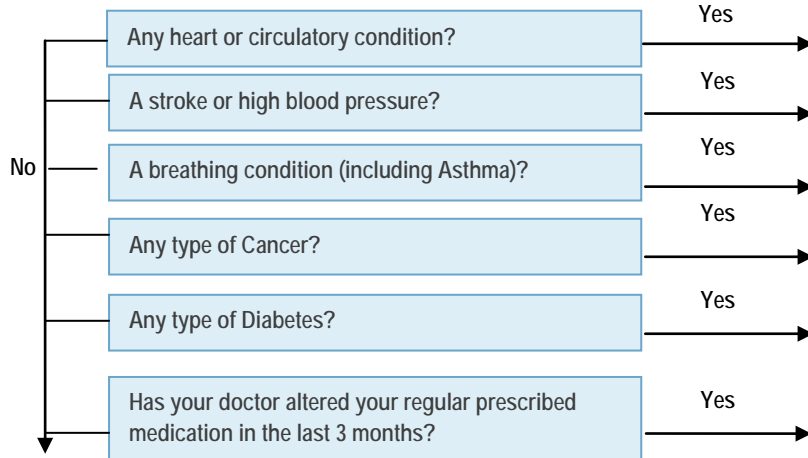 Yes
Any heart or circulatory condition?
Yes
A stroke or high blood pressure?
Yes
No
A breathing condition (including Asthma)?
Yes
Any type of Cancer?
Yes
Any type of Diabetes?
Yes
Has your doctor altered your regular prescribed
medication in the last 3 months?